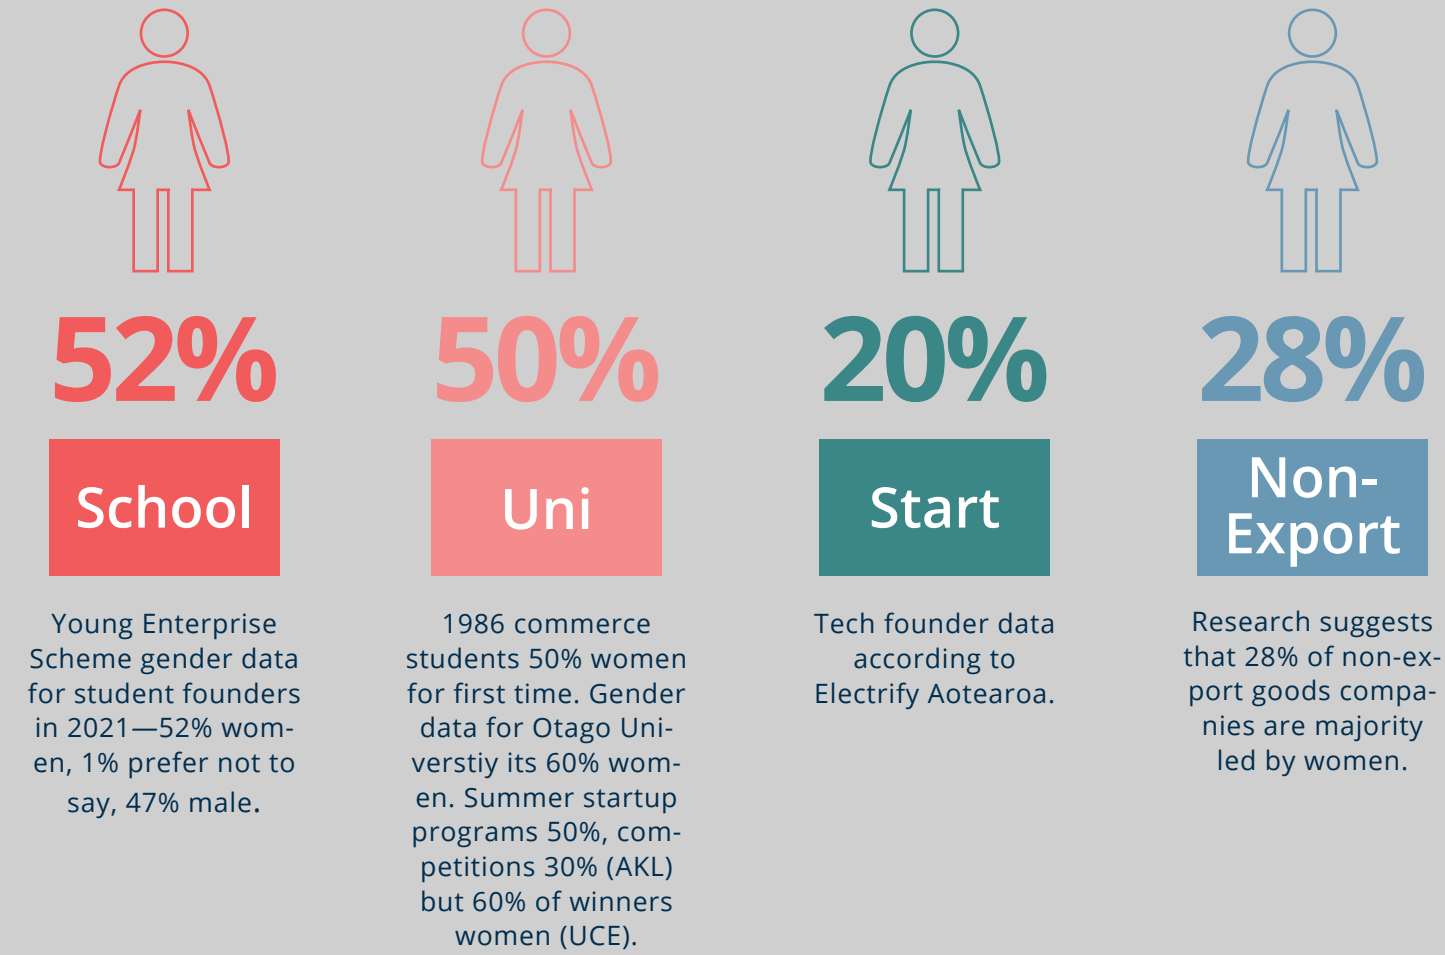 52%
School
Young Enterprise
Scheme gender data
for student founders
in 2021—52% wom-
en, 1% prefer not to
say, 47% male.
50%
Uni
1986 commerce
students 50% women
for first time. Gender
data for Otago Uni-
verstiy its 60% wom-
en. Summer startup
programs 50%, com-
petitions 30% (AKL)
but 60% of winners
women (UCE).
20%
Start
Tech founder data
according to
Electrify Aotearoa.
28%
Non-
Export
Research suggests
that 28% of non-ex-
port goods compa-
nies are majority
led by women.